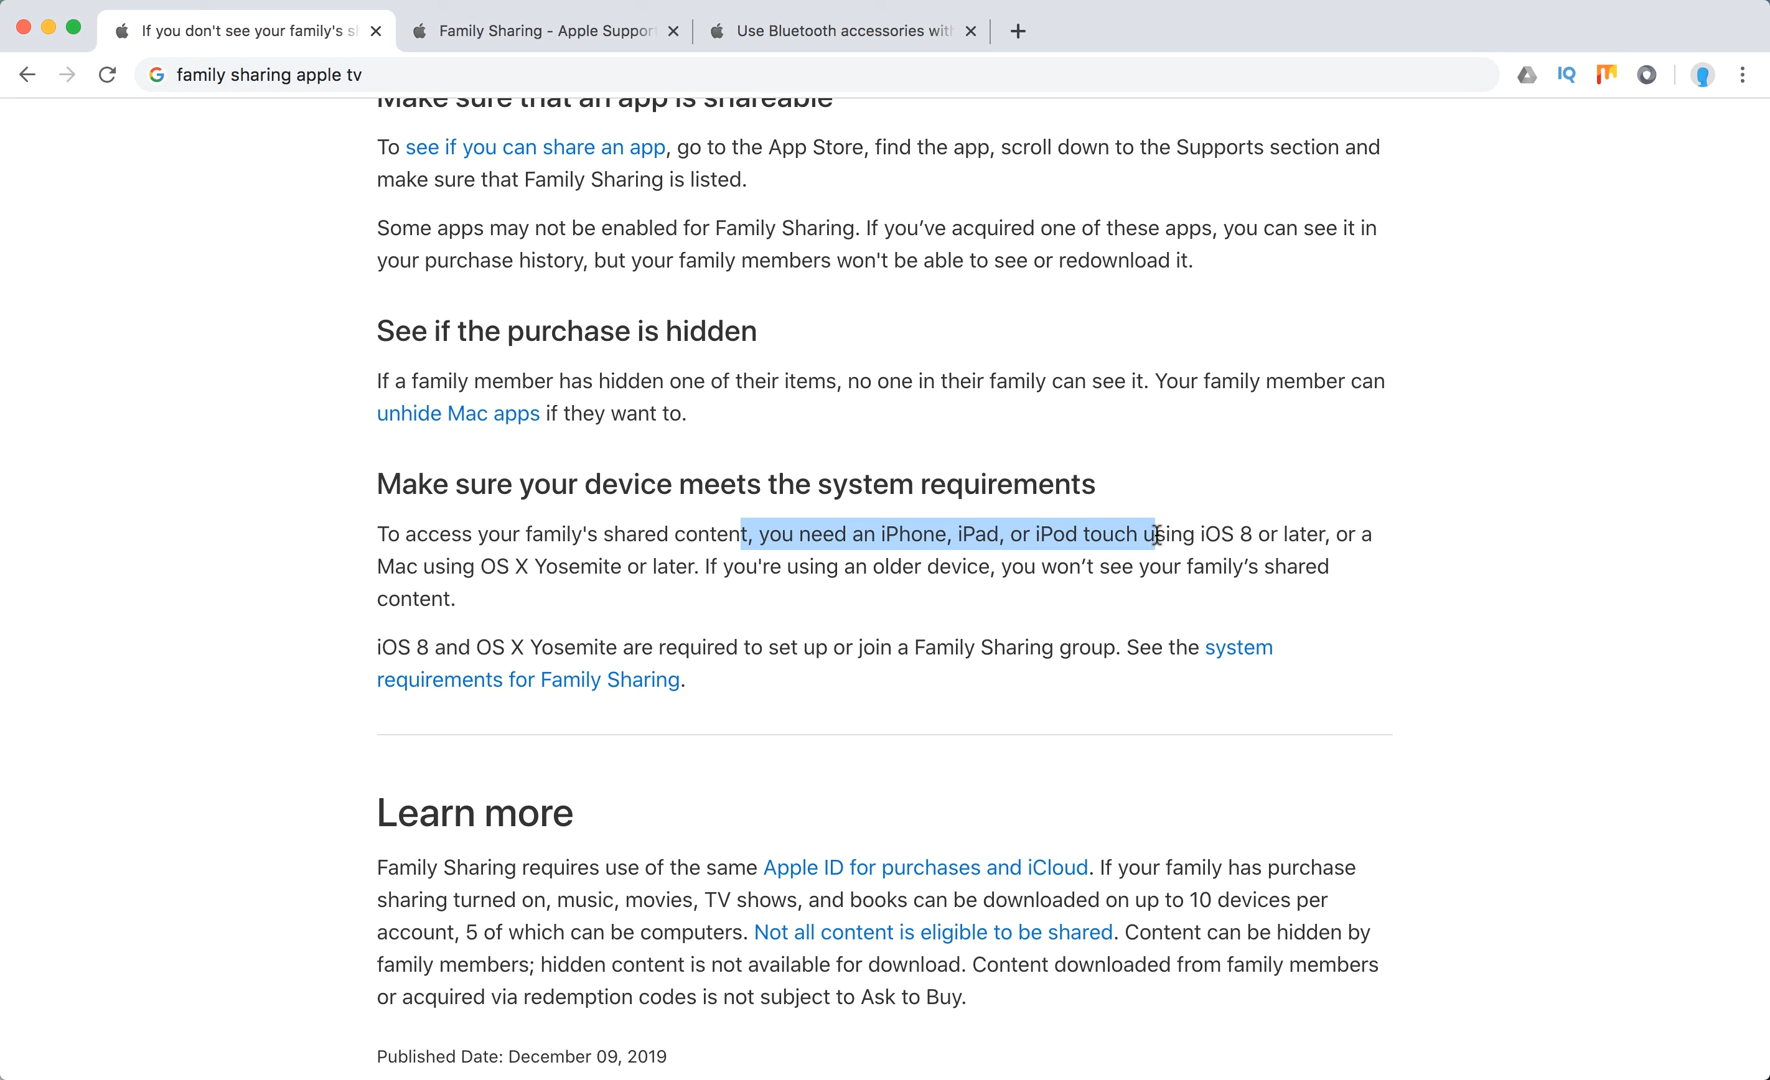 If you don't see your family's sh
Family Sharing - Apple Support
Use Bluetooth accessories with
family sharing apple tv
IQ
Make sure that an app is shareable
To see if you can share an app, go to the App Store, find the app, scroll down to the Supports section and
make sure that Family Sharing is listed.
Some apps may not be enabled for Family Sharing. If you’ve acquired one of these apps, you can see it in
your purchase history, but your family members won't be able to see or redownload it.
See if the purchase is hidden
If a family member has hidden one of their items, no one in their family can see it. Your family member can
unhide Mac apps if they want to.
Make sure your device meets the system requirements
To access your family's shared content, you need an iPhone, iPad, or iPod touch using iOS 8 or later, or a
Mac using OS X Yosemite or later. If you're using an older device, you won’t see your family’s shared
content.
iOS 8 and OS X Yosemite are required to set up or join a Family Sharing group. See the system
requirements for Family Sharing.
Learn more
Family Sharing requires use of the same Apple ID for purchases and iCloud. If your family has purchase
sharing turned on, music, movies, TV shows, and books can be downloaded on up to 10 devices per
account, 5 of which can be computers. Not all content is eligible to be shared. Content can be hidden by
family members; hidden content is not available for download. Content downloaded from family members
or acquired via redemption codes is not subject to Ask to Buy.
Published Date: December 09, 2019